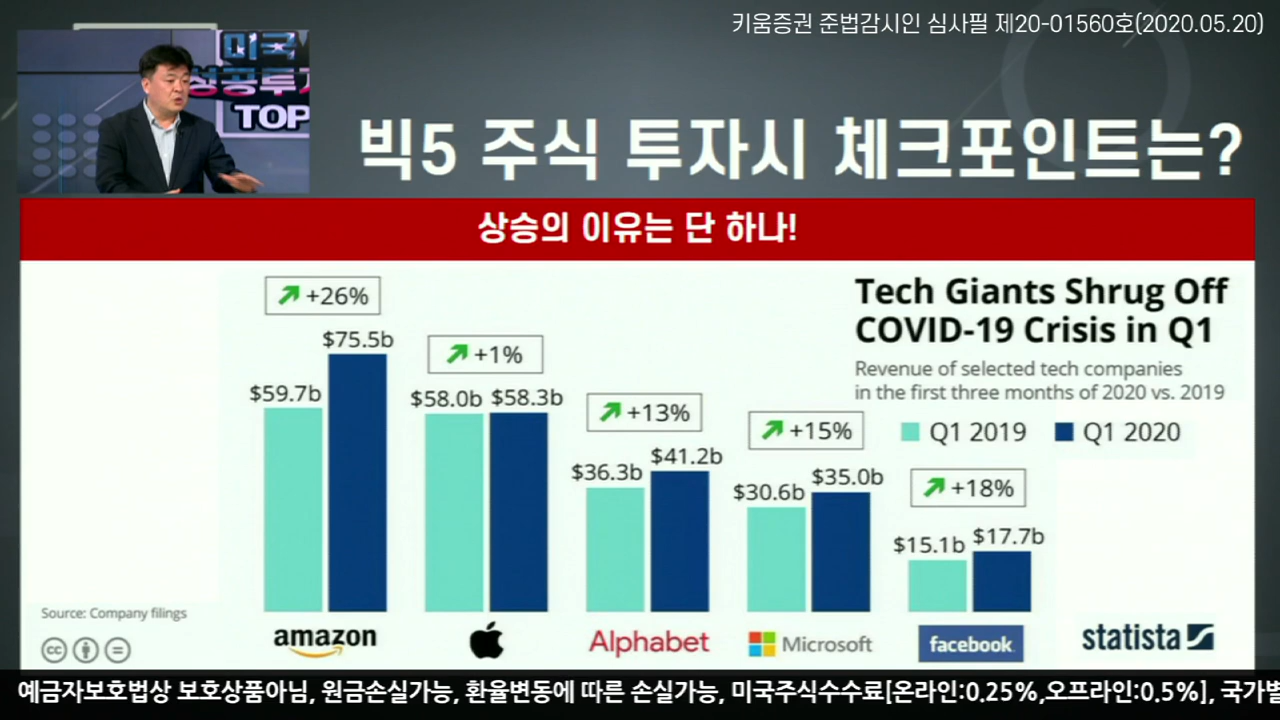 키움증권 준법감시인 심사필 제20-01560호(2020.05.20)
미국
성공투자
TOP
빅5 주식 투자시 체크포인트는?
상승의 이유는 단 하나!
Tech Giants Shrug Off
COVID-19 Crisis in Q1
Revenue of selected tech companies
in the first three months of 2020 vs. 2019
Q1 2019 Q1 2020
+26%
$59.7b $75.5b
+1%
$58.0b $58.3b
+13%
$36.3b $41.2b
+15%
$30.6b $35.0b
+18%
$15.1b $17.7b
amazon
Alphabet
Microsoft
facebook
Source: Company filings
cc
statista
예금자보호법상 보호상품아님, 원금손실가능, 환율변동에 따른 손실가능, 미국주식수수료[온라인:0.25%,오프라인:0.5%], 국가별